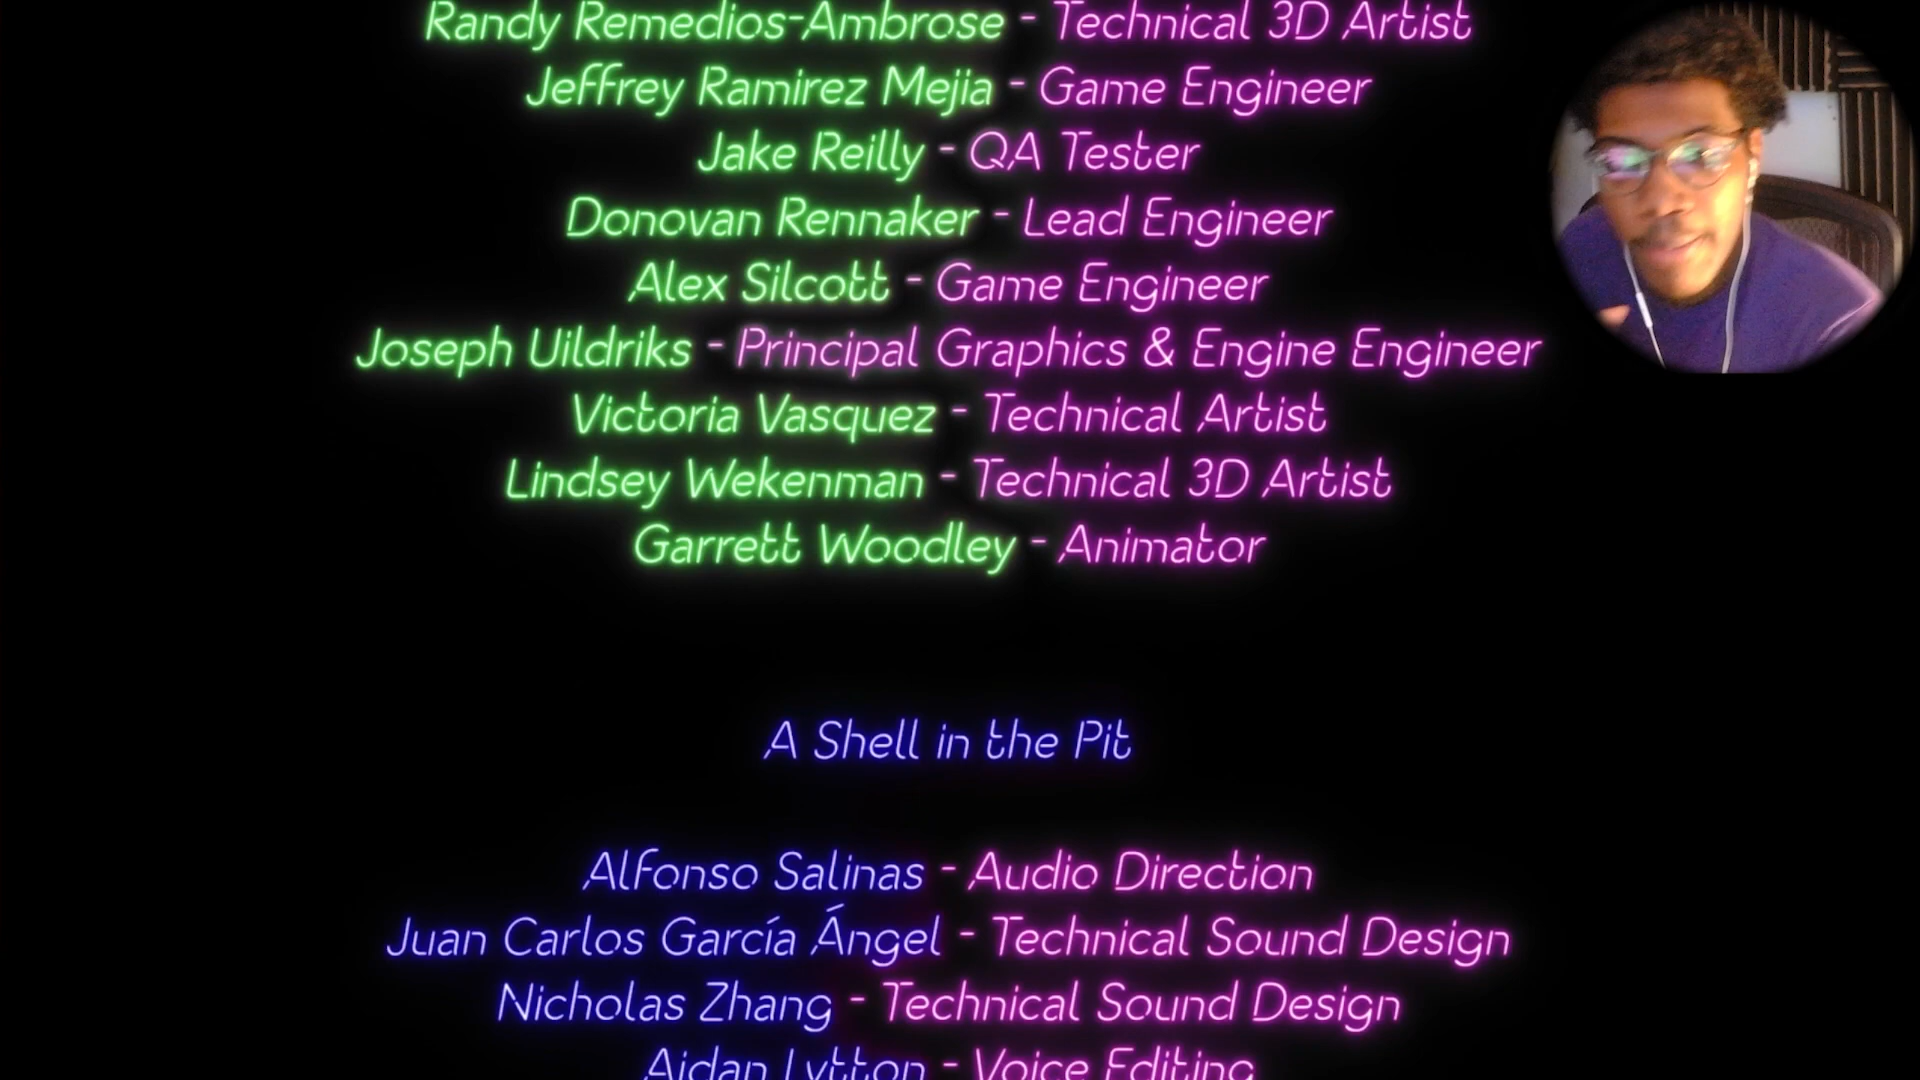 Randy Remedios-Ambrose - Technical 3D Artist
Jeffrey Ramirez Mejia - Game Engineer
Jake Reilly - QA Tester
Donovan Rennaker - Lead Engineer
Alex Silcott - Game Engineer
Joseph Uildriks - Principal Graphics & Engine Engineer
Victoria Vasquez - Technical Artist
Lindsey Wekenman - Technical 3D Artist
Garrett Woodley - Animator
A Shell in the Pit
Alfonso Salinas - Audio Direction
Juan Carlos García Ángel - Technical Sound Design
Nicholas Zhang - Technical Sound Design
Aidan Lytton - Voice Editing